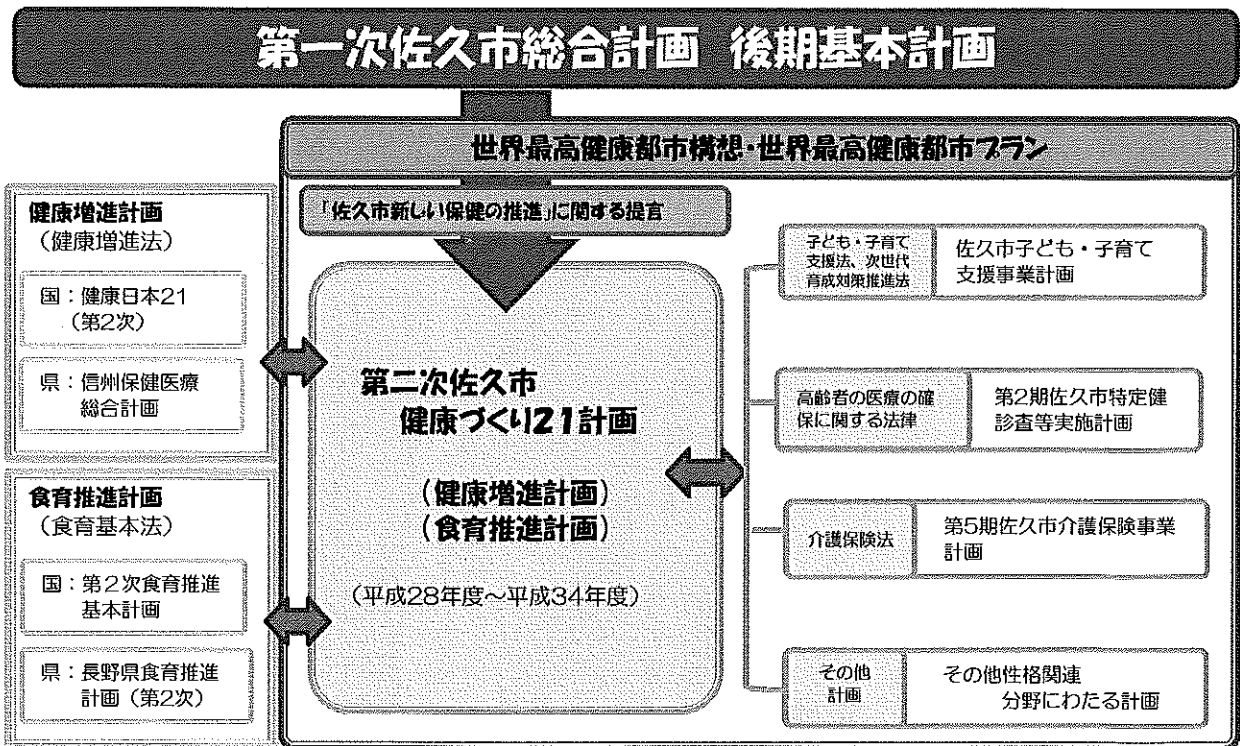 第一次佐久市総合計画 後期基本計画
世界最高健康都市構想・世界最高健康都市プラン
「佐久市新しい保健の推進」に関する提言
健康増進計画
（健康増進法）
国：健康日本21
（第2次）
県：信州保健医療
総合計画
食育推進計画
（食育基本法）
国：第2次食育推進
基本計画
県：長野県食育推進
計画（第2次）
第二次佐久市
健康づくり21計画
（健康増進計画）
（食育推進計画）
（平成28年度～平成34年度）
子ども・子育て
支援法、次世代
育成対策推進法
佐久市子ども・子育て
支援事業計画
高齢者の医療の確
保に関する法律
第2期佐久市特定健
診査等実施計画
介護保険法
第5期佐久市介護保険事業
計画
その他
計画
その他性格関連
分野にわたる計画